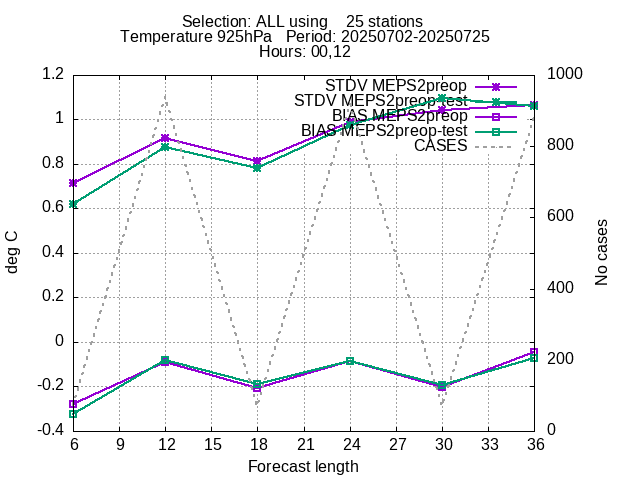 Selection: ALL using    25 stations
Temperature 925hPa   Period: 20250702-20250725
Hours: 00,12
STDV MEPS2preop
STDV MEPS2preop-test
BIAS MEPS2preop
BIAS MEPS2preop-test
CASES
1.2
1
0.8
0.6
0.4
0.2
0
-0.2
-0.4
deg C
1000
800
600
400
200
0
No cases
6 9 12 15 18 21 24 27 30 33 36
Forecast length